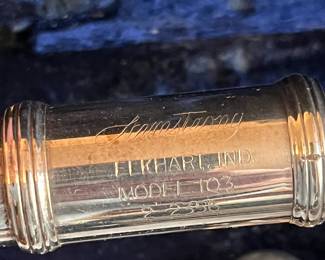 Armstrong
ELKHART, IND.
MODEL 103